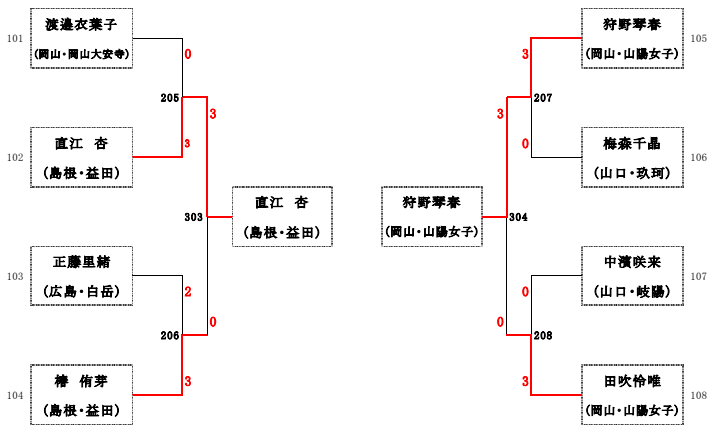 101
渡邉衣葉子
(岡山・岡山大安寺)
0
205
3
3
102
直江　杏
(島根・益田)
303
直江　杏
(島根・益田)
103
正藤里緒
(広島・白岳)
2
206
0
3
104
椿　侑芽
(島根・益田)
狩野琴春
(岡山・山陽女子)
105
3
207
3
0
梅森千晶
(山口・玖珂)
106
狩野琴春
(岡山・山陽女子)
304
中濱咲来
(山口・岐陽)
107
0
0
208
3
田吹怜唯
(岡山・山陽女子)
108